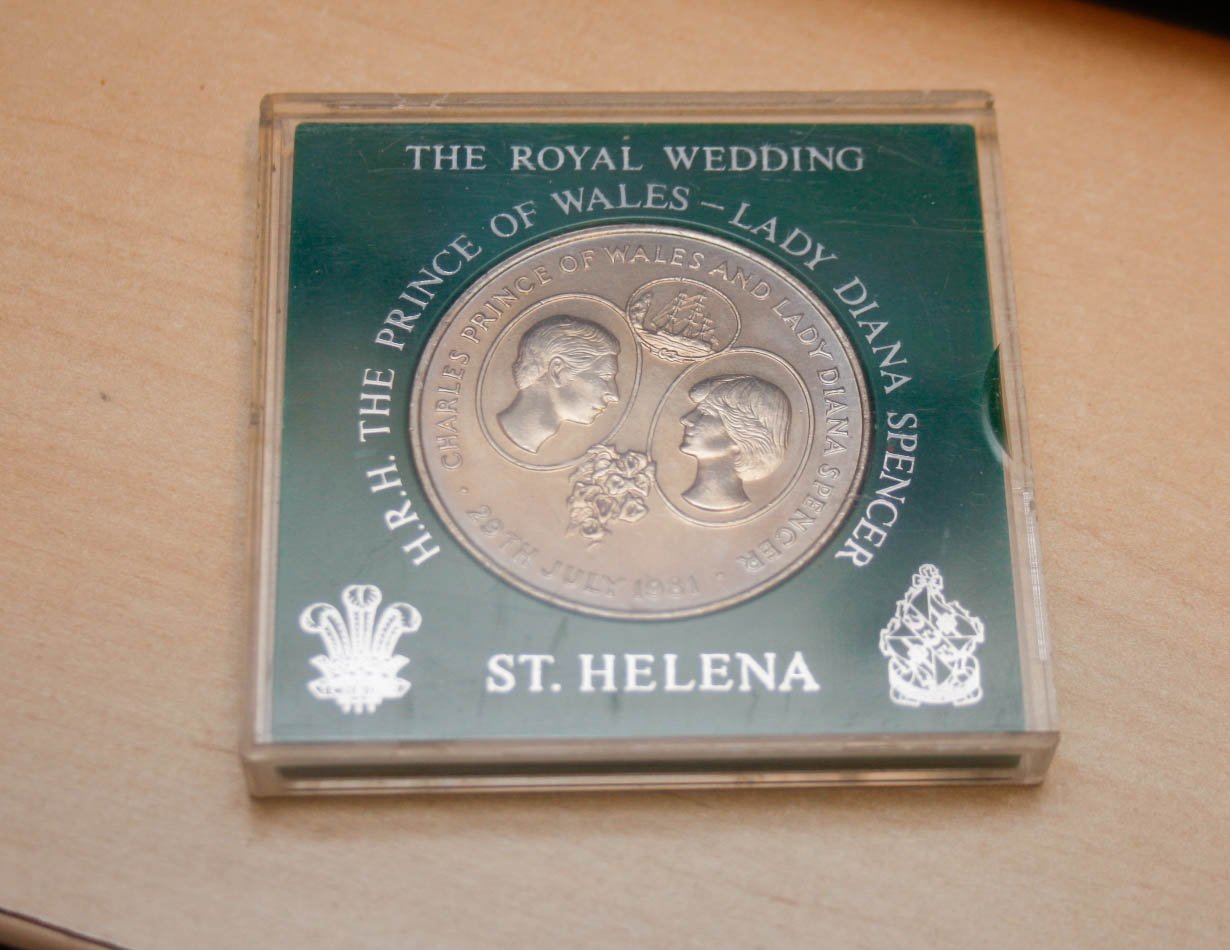 THE ROYAL WEDDING
H.R.H. THE PRINCE OF WALES – LADY DIANA SPENCER
CHARLES PRINCE OF WALES AND LADY DIANA SPENCER
· 29TH JULY 1981 ·
ST. HELENA